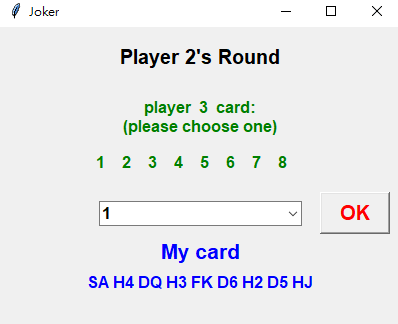 Joker
Player 2's Round
player 3 card:
(please choose one)
1 2 3 4 5 6 7 8
1
OK
My card
SA H4 DQ H3 FK D6 H2 D5 HJ